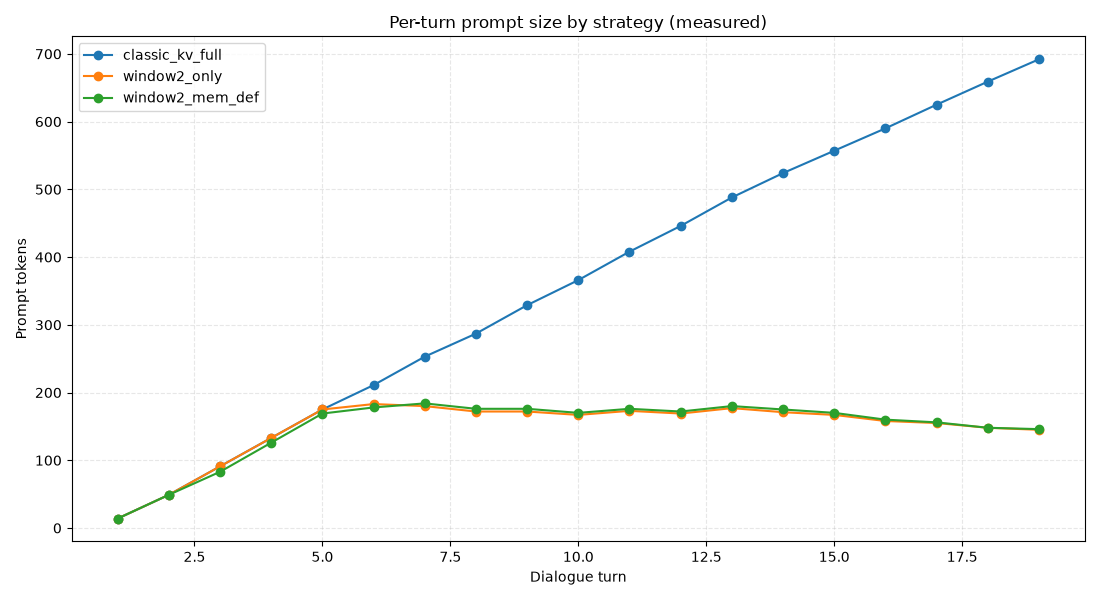 Per-turn prompt size by strategy (measured)
classic_kv_full
window2_only
window2_mem_def
Prompt tokens
700
600
500
400
300
200
100
0
2.5 5.0 7.5 10.0 12.5 15.0 17.5
Dialogue turn